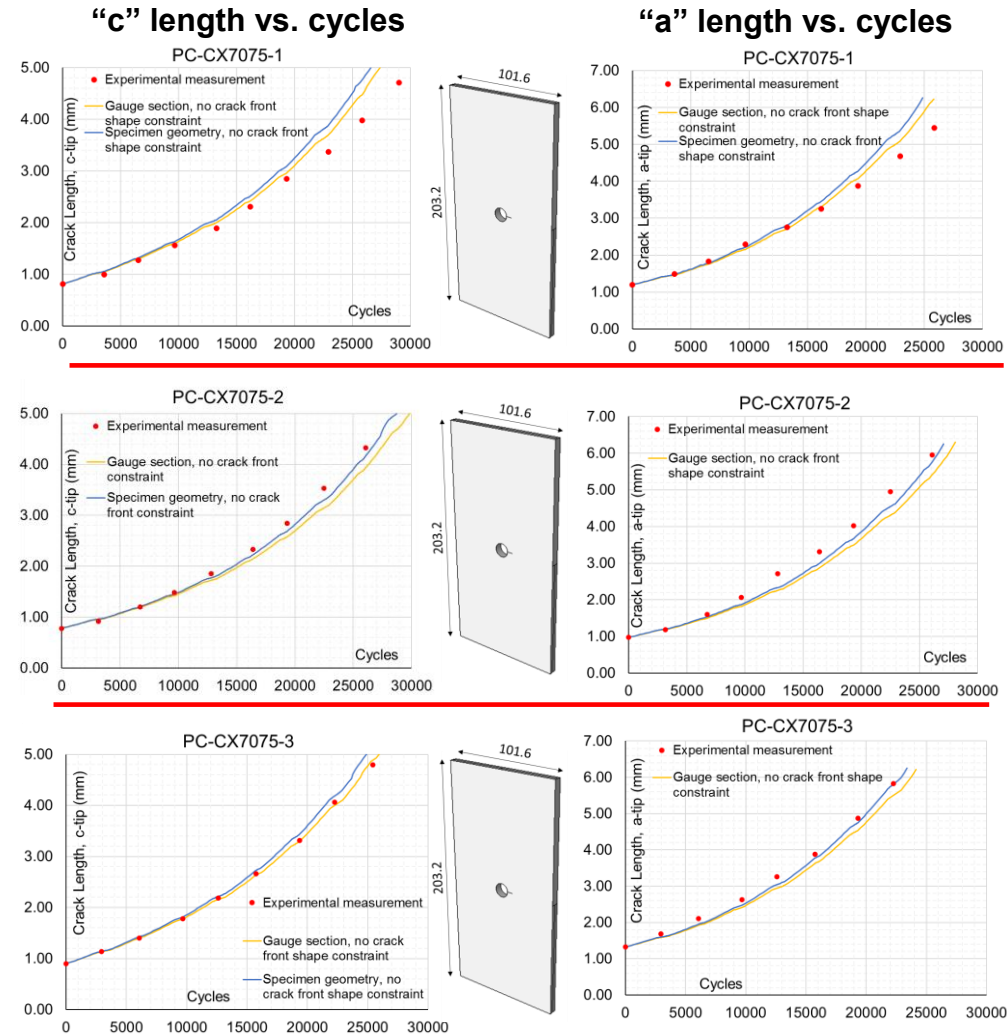 “c” length vs. cycles
“a” length vs. cycles
PC-CX7075-1
5.00
4.00
3.00
2.00
1.00
0.00
Crack Length, c-tip (mm)
Experimental measurement
Gauge section, no crack front
shape constraint
Specimen geometry, no crack front
shape constraint
Cycles
0 5000 10000 15000 20000 25000 30000
101.6
203.2
PC-CX7075-1
7.00
6.00
5.00
4.00
3.00
2.00
1.00
0.00
Crack Length, a-tip (mm)
Experimental measurement
Gauge section, no crack front shape
constraint
Specimen geometry, no crack front
shape constraint
Cycles
0 5000 10000 15000 20000 25000 30000
PC-CX7075-2
5.00
4.00
3.00
2.00
1.00
0.00
Crack Length, c-tip (mm)
Experimental measurement
Gauge section, no crack front
constraint
Specimen geometry, no crack
front constraint
Cycles
0 5000 10000 15000 20000 25000 30000
101.6
203.2
PC-CX7075-2
7.00
6.00
5.00
4.00
3.00
2.00
1.00
0.00
Crack Length, a-tip (mm)
Experimental measurement
Gauge section, no crack front
shape constraint
Cycles
0 5000 10000 15000 20000 25000 30000
PC-CX7075-3
5.00
4.00
3.00
2.00
1.00
0.00
Crack Length, c-tip (mm)
Experimental measurement
Gauge section, no crack
front shape constraint
Specimen geometry, no
crack front shape constraint
Cycles
0 5000 10000 15000 20000 25000 30000
101.6
203.2
PC-CX7075-3
7.00
6.00
5.00
4.00
3.00
2.00
1.00
0.00
Crack Length, a-tip (mm)
Experimental measurement
Gauge section, no crack front shape
constraint
Cycles
0 5000 10000 15000 20000 25000 30000